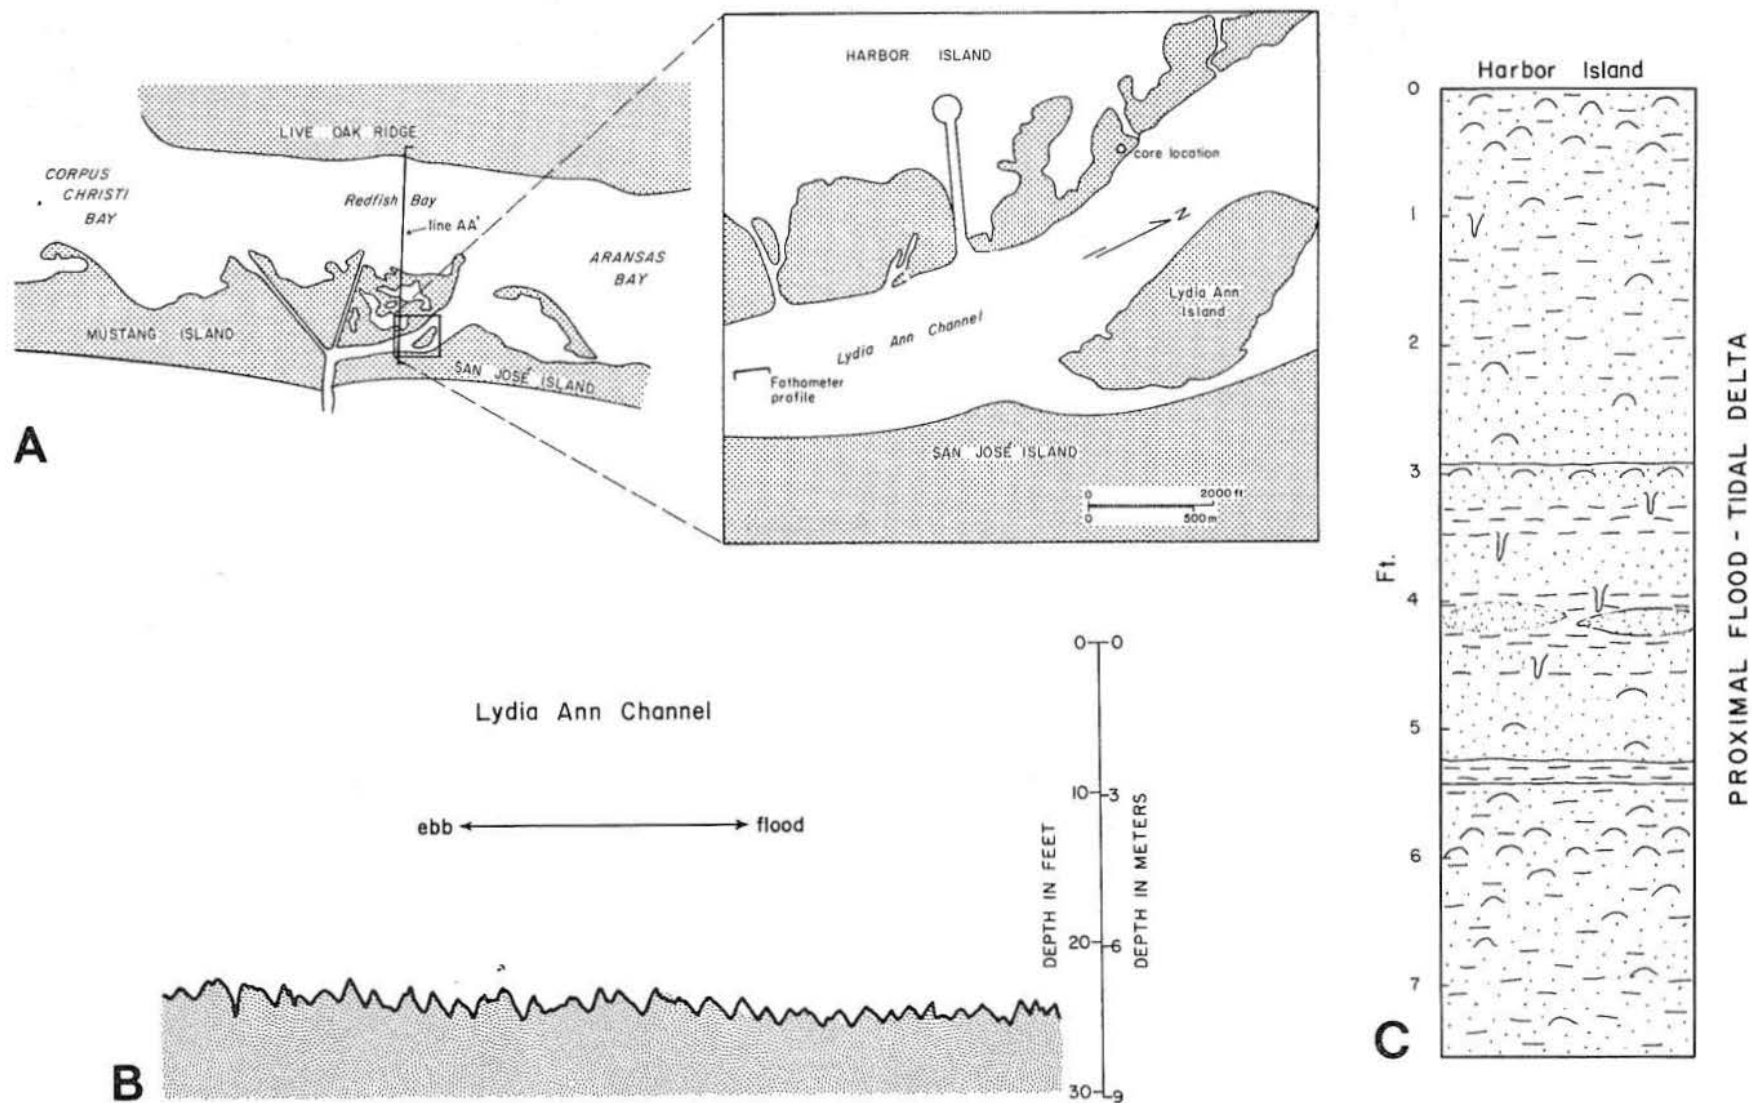 LIVE OAK RIDGE
CORPUS
CHRISTI
BAY
Redfish Bay
line AA'
ARANSAS
BAY
MUSTANG ISLAND
SAN JOSÉ ISLAND
A
HARBOR ISLAND
core location
N
Lydia Ann
Island
Lydia Ann Channel
Fathometer
profile
SAN JOSÉ ISLAND
0 2000 ft
0 500 m
Lydia Ann Channel
ebb flood
0 0
10 3
20 6
30 9
DEPTH IN FEET
DEPTH IN METERS
B
Harbor Island
0
1
2
3
4
5
6
7
Ft.
PROXIMAL FLOOD - TIDAL DELTA
C